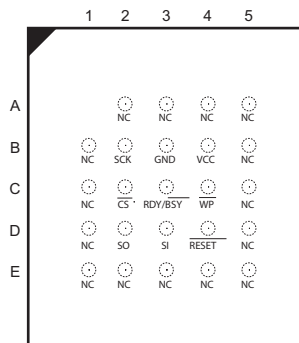 1 2 3 4 5
A
NC NC NC NC
B
NC SCK GND VCC NC
C
NC CS RDY/BSY WP NC
D
NC SO SI RESET NC
E
NC NC NC NC NC